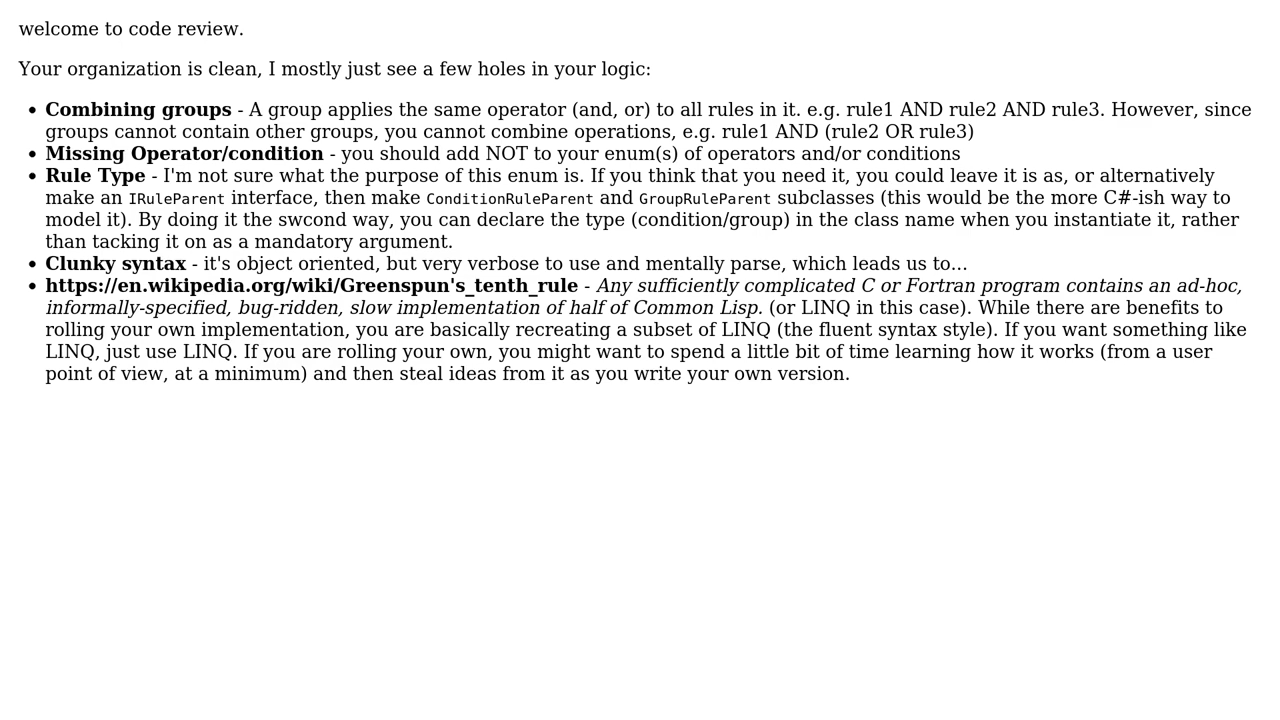 welcome to code review.
Your organization is clean, I mostly just see a few holes in your logic:
• Combining groups - A group applies the same operator (and, or) to all rules in it. e.g. rule1 AND rule2 AND rule3. However, since
groups cannot contain other groups, you cannot combine operations, e.g. rule1 AND (rule2 OR rule3)
• Missing Operator/condition - you should add NOT to your enum(s) of operators and/or conditions
• Rule Type - I'm not sure what the purpose of this enum is. If you think that you need it, you could leave it is as, or alternatively
make an IRuleParent interface, then make ConditionRuleParent and GroupRuleParent subclasses (this would be the more C#-ish way to
model it). By doing it the swcond way, you can declare the type (condition/group) in the class name when you instantiate it, rather
than tacking it on as a mandatory argument.
• Clunky syntax - it's object oriented, but very verbose to use and mentally parse, which leads us to...
• https://en.wikipedia.org/wiki/Greenspun's_tenth_rule - Any sufficiently complicated C or Fortran program contains an ad-hoc,
informally-specified, bug-ridden, slow implementation of half of Common Lisp. (or LINQ in this case). While there are benefits to
rolling your own implementation, you are basically recreating a subset of LINQ (the fluent syntax style). If you want something like
LINQ, just use LINQ. If you are rolling your own, you might want to spend a little bit of time learning how it works (from a user
point of view, at a minimum) and then steal ideas from it as you write your own version.